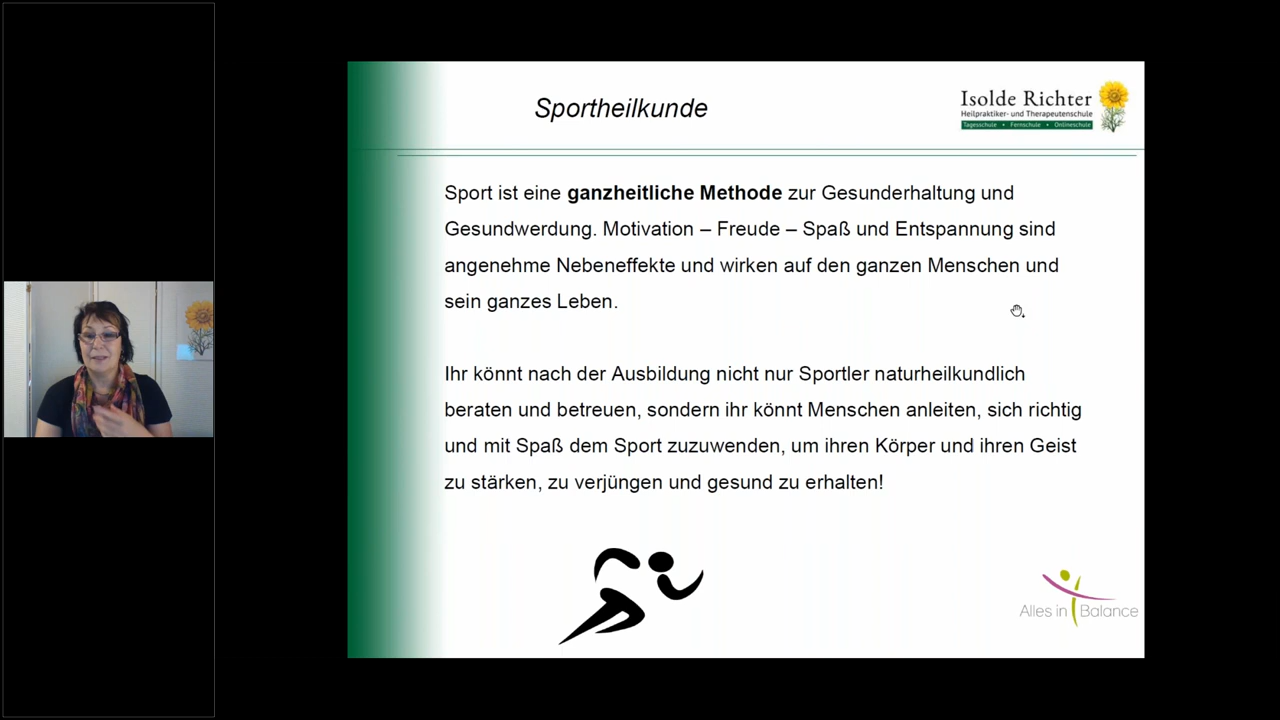 Sportheilkunde
Isolde Richter
Heilpraktiker- und Therapeutenschule
Tagesschule • Fernschule • Onlineschule
Sport ist eine ganzheitliche Methode zur Gesunderhaltung und
Gesundwerdung. Motivation – Freude – Spaß und Entspannung sind
angenehme Nebeneffekte und wirken auf den ganzen Menschen und
sein ganzes Leben.
Ihr könnt nach der Ausbildung nicht nur Sportler naturheilkundlich
beraten und betreuen, sondern ihr könnt Menschen anleiten, sich richtig
und mit Spaß dem Sport zuzuwenden, um ihren Körper und ihren Geist
zu stärken, zu verjüngen und gesund zu erhalten!
Alles in Balance